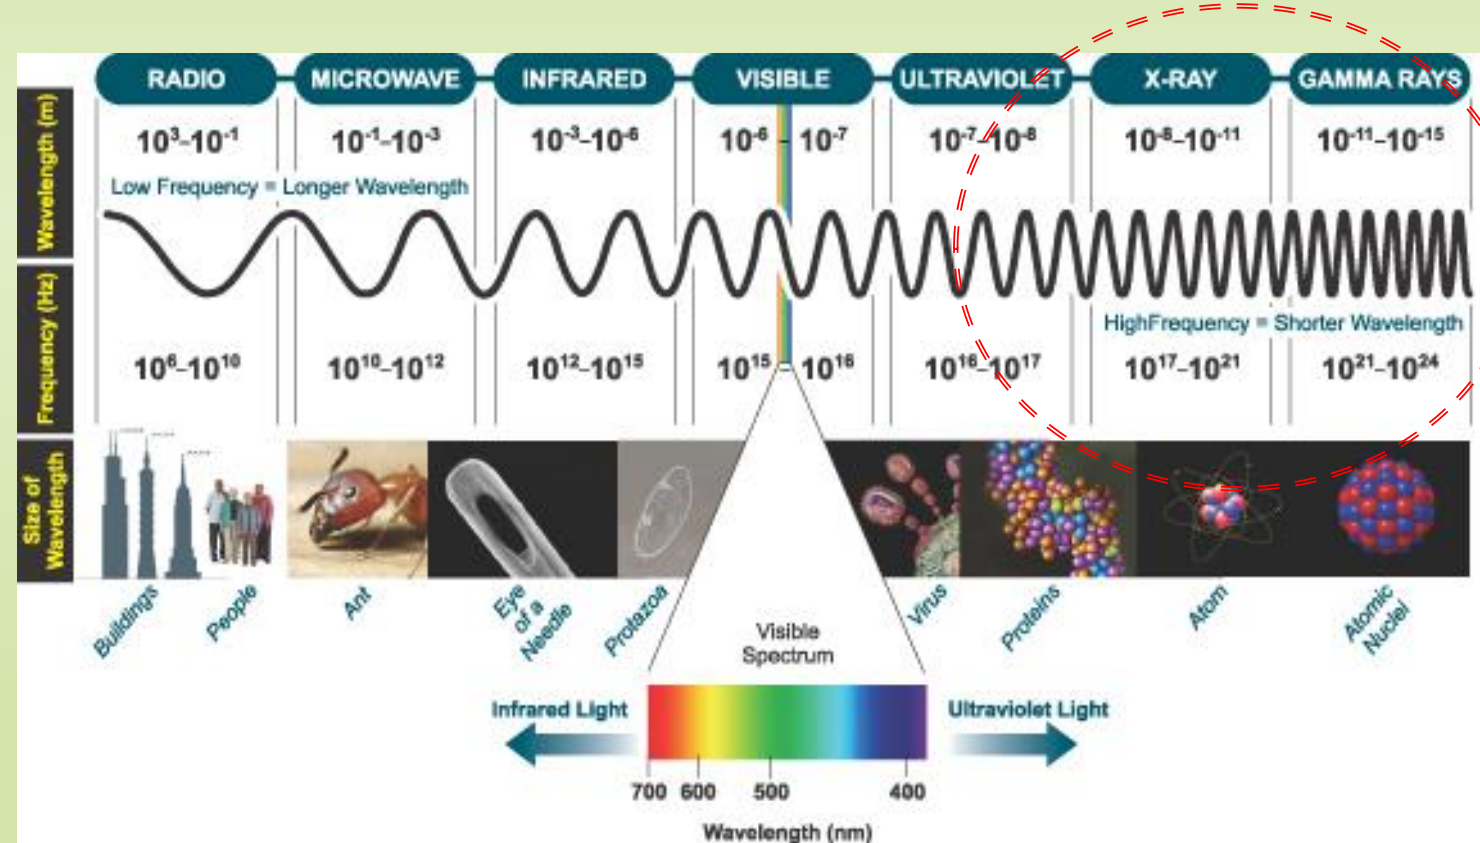 RADIO MICROWAVE INFRARED VISIBLE ULTRAVIOLET X-RAY GAMMA RAYS
Wavelength (m)
10³-10⁻¹ 10⁻¹-10⁻³ 10⁻³-10⁻⁶ 10⁻⁶ - 10⁻⁷ 10⁻⁷-10⁻⁸ 10⁻⁸-10⁻¹¹ 10⁻¹¹-10⁻¹⁵
Low Frequency = Longer Wavelength
Frequency (Hz)
HighFrequency = Shorter Wavelength
10⁶-10¹⁰ 10¹⁰-10¹² 10¹²-10¹⁵ 10¹⁵ - 10¹⁶ 10¹⁶-10¹⁷ 10¹⁷-10²¹ 10²¹-10²⁴
Size of
Wavelength
Buildings
People
Ant
Eye
of a
Needle
Protazoa
Virus
Proteins
Atom
Atomic
Nuclei
Visible
Spectrum
Infrared Light
Ultraviolet Light
700 600 500 400
Wavelength (nm)